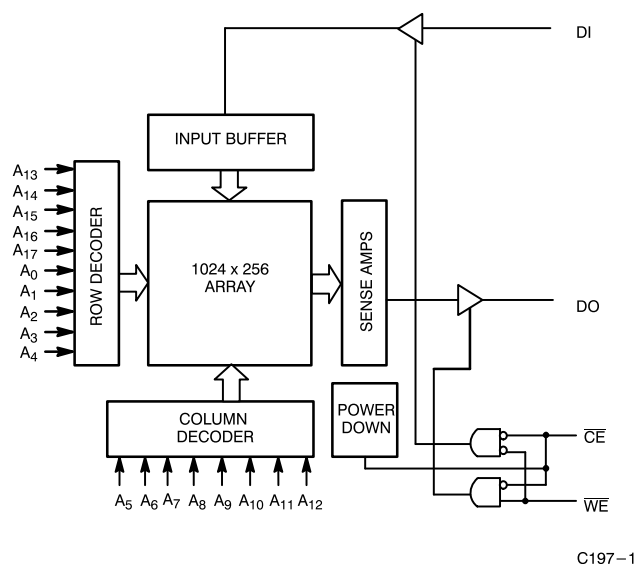 DI
INPUT BUFFER
A13
A14
A15
A16
A17
A0
A1
A2
A3
A4
ROW DECODER
1024 x 256
ARRAY
SENSE AMPS
DO
COLUMN
DECODER
POWER
DOWN
CE
WE
A5 A6 A7 A8 A9 A10 A11 A12
C197−1